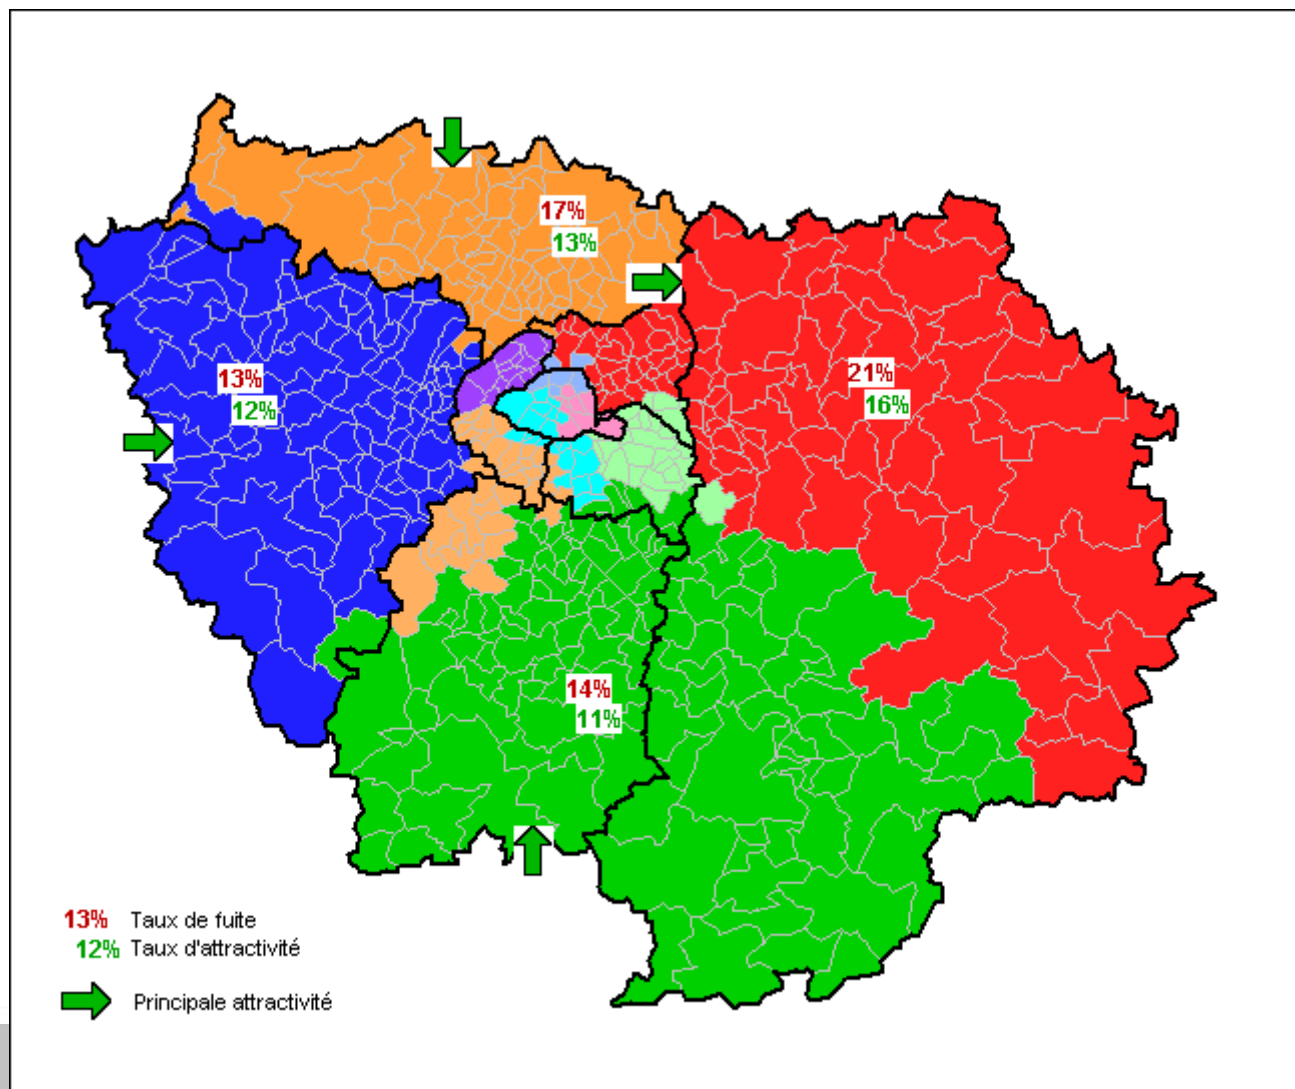 17%
13%
13%
12%
21%
16%
14%
11%
13% Taux de fuite
12% Taux d'attractivité
Principale attractivité